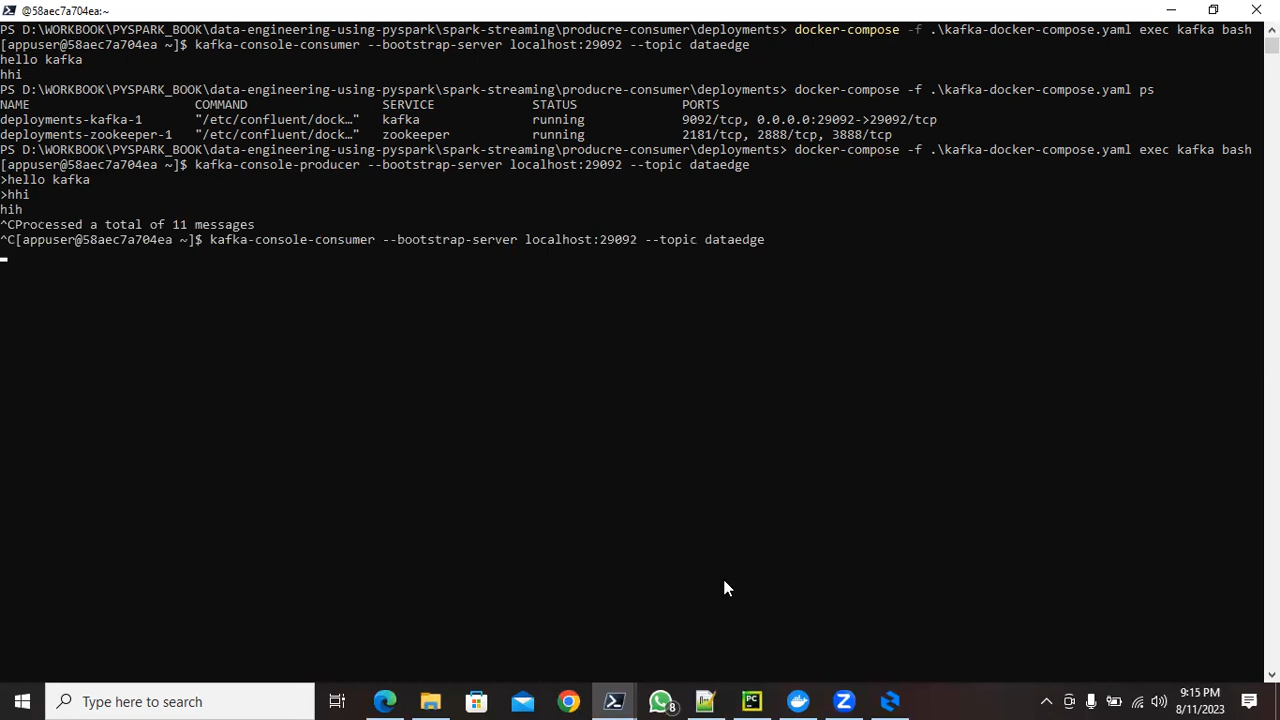 @58aec7a704ea:~
PS D:\WORKBOOK\PYSPARK_BOOK\data-engineering-using-pyspark\spark-streaming\producre-consumer\deployments> docker-compose -f .\kafka-docker-compose.yaml exec kafka bash
[appuser@58aec7a704ea ~]$ kafka-console-consumer --bootstrap-server localhost:29092 --topic dataedge
hello kafka
hhi
PS D:\WORKBOOK\PYSPARK_BOOK\data-engineering-using-pyspark\spark-streaming\producre-consumer\deployments> docker-compose -f .\kafka-docker-compose.yaml ps
NAME COMMAND SERVICE STATUS PORTS
deployments-kafka-1 "/etc/confluent/dock…" kafka running 9092/tcp, 0.0.0.0:29092->29092/tcp
deployments-zookeeper-1 "/etc/confluent/dock…" zookeeper running 2181/tcp, 2888/tcp, 3888/tcp
PS D:\WORKBOOK\PYSPARK_BOOK\data-engineering-using-pyspark\spark-streaming\producre-consumer\deployments> docker-compose -f .\kafka-docker-compose.yaml exec kafka bash
[appuser@58aec7a704ea ~]$ kafka-console-producer --bootstrap-server localhost:29092 --topic dataedge
>hello kafka
>hhi
hih
^CProcessed a total of 11 messages
^C[appuser@58aec7a704ea ~]$ kafka-console-consumer --bootstrap-server localhost:29092 --topic dataedge
Type here to search
8
PC
9:15 PM
8/11/2023